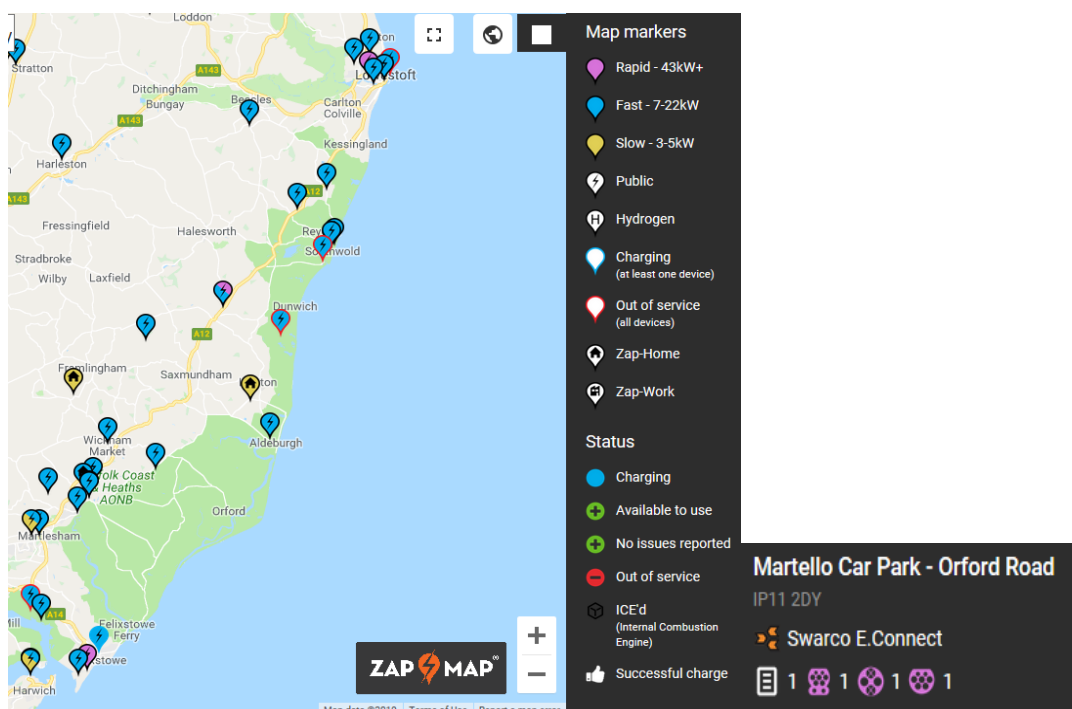 Loddon
Stratton
A143
Ditchingham
Bungay
Beccles
Carlton
Colville
A143
Kessingland
Harleston
A143
A12
Fressingfield
Halesworth
Stradbroke
Wilby
Laxfield
Dunwich
A12
Framlingham
Saxmundham
Wickham
Market
Aldeburgh
Suffolk Coast
& Heaths
AONB
Orford
Martlesham
A14
Felixstowe
Ferry
Harwich
ZAP MAP®
+
−
Map markers
Rapid - 43kW+
Fast - 7-22kW
Slow - 3-5kW
Public
H
Hydrogen
Charging
(at least one device)
Out of service
(all devices)
Zap-Home
Zap-Work
Status
Charging
Available to use
No issues reported
Out of service
ICE'd
(Internal Combustion
Engine)
Successful charge
Martello Car Park - Orford Road
IP11 2DY
Swarco E.Connect
1 1 1 1